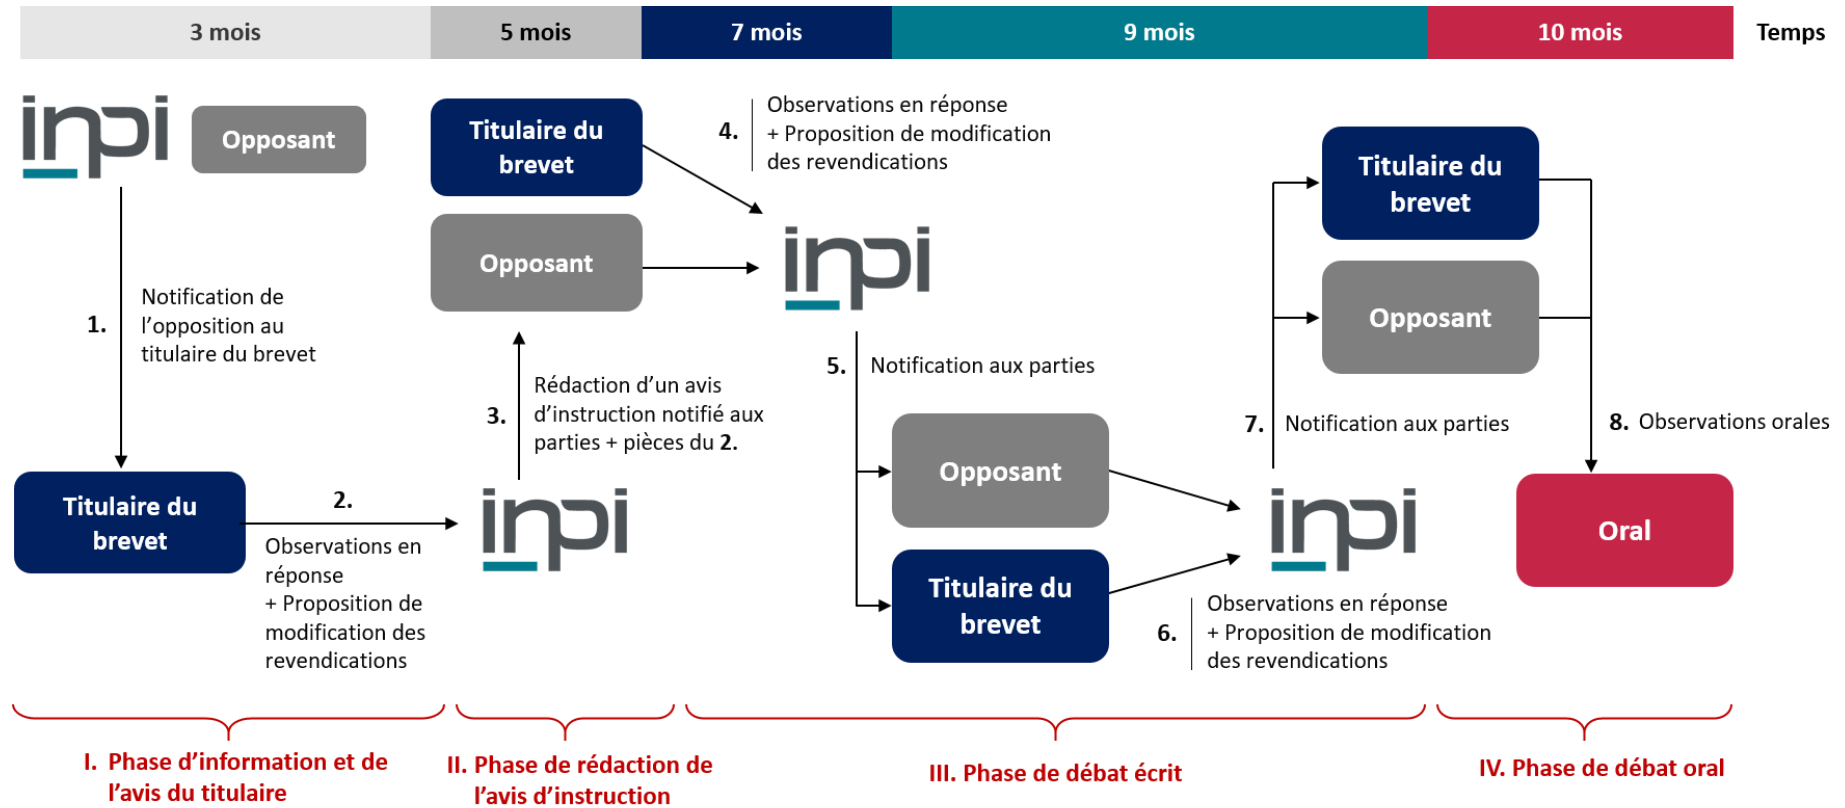 3 mois
5 mois
7 mois
9 mois
10 mois
Temps
inpi
Opposant
1.
Notification de
l’opposition au
titulaire du brevet
Titulaire du
brevet
2.
Observations en
réponse
+ Proposition de
modification des
revendications
inpi
3.
Rédaction d’un avis
d’instruction notifié aux
parties + pièces du 2.
Titulaire du
brevet
Opposant
4.
Observations en réponse
+ Proposition de modification
des revendications
inpi
5.
Notification aux parties
Opposant
Titulaire du
brevet
6.
Observations en réponse
+ Proposition de modification
des revendications
inpi
7.
Notification aux parties
Titulaire du
brevet
Opposant
8. Observations orales
Oral
I. Phase d’information et de
l’avis du titulaire
II. Phase de rédaction de
l’avis d’instruction
III. Phase de débat écrit
IV. Phase de débat oral